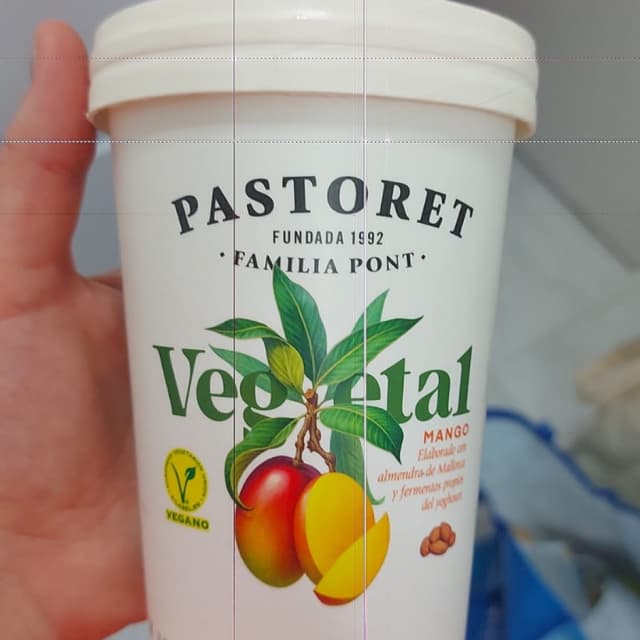 PASTORET
FUNDADA 1992
· FAMILIA PONT ·
Vegetal
MANGO
Elaborado con
almendra de Mallorca
y fermentos propios
del yoghourt
VEGANO